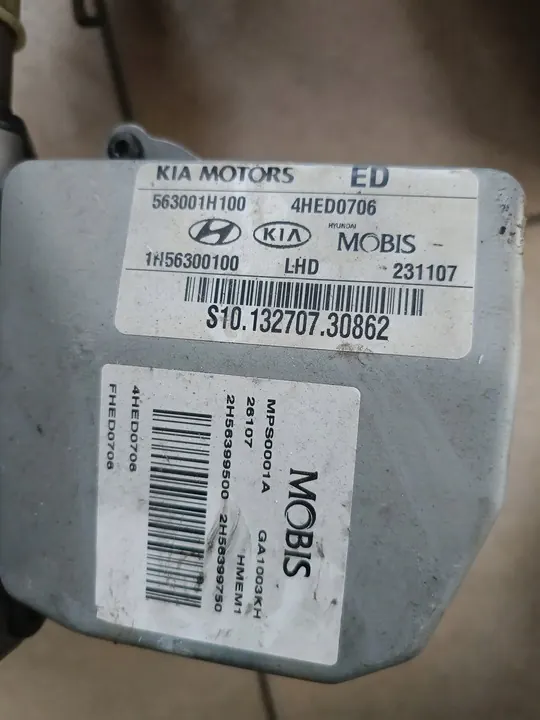 KIA MOTORS ED
563001H100 4HED0706
HYUNDAI
KIA MOBIS -
1H56300100 LHD 231107
S10.132707.30862
MOBIS
MPS0001A GA1003KH
26107 HMEM1
2H56399500 2H56399750
4HED0706
FHED0706